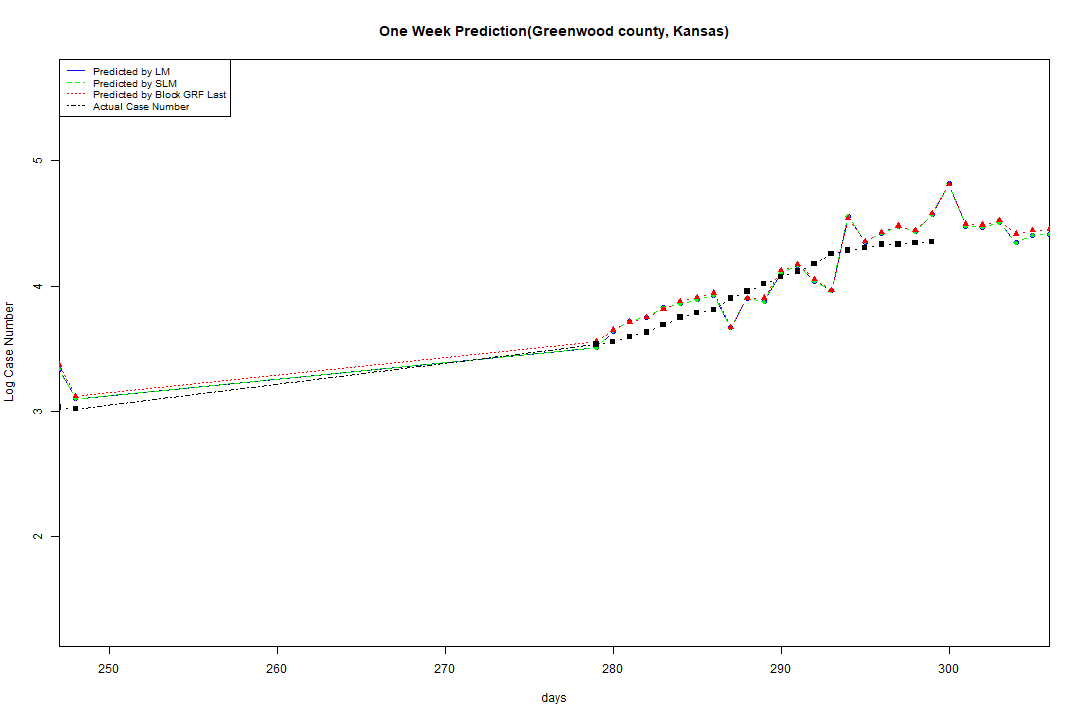 One Week Prediction(Greenwood county, Kansas)
Predicted by LM
Predicted by SLM
Predicted by Block GRF Last
Actual Case Number
5
4
3
2
Log Case Number
250 260 270 280 290 300
days